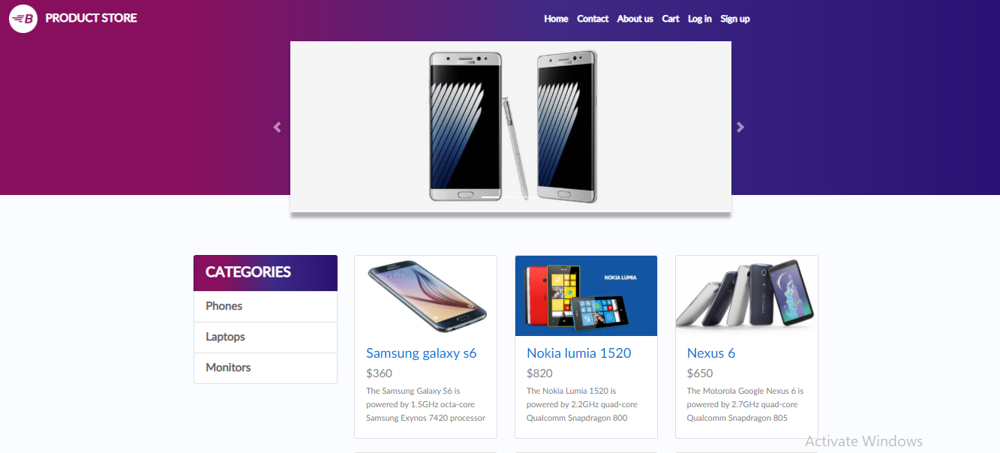 B PRODUCT STORE
Home Contact About us Cart Log in Sign up
CATEGORIES
Phones
Laptops
Monitors
Samsung galaxy s6
$360
The Samsung Galaxy S6 is
powered by 1.5GHz octa-core
Samsung Exynos 7420 processor
NOKIA LUMIA
Nokia lumia 1520
$820
The Nokia Lumia 1520 is
powered by 2.2GHz quad-core
Qualcomm Snapdragon 800
nexus
Nexus 6
$650
The Motorola Google Nexus 6 is
powered by 2.7GHz quad-core
Qualcomm Snapdragon 805
Activate Windows